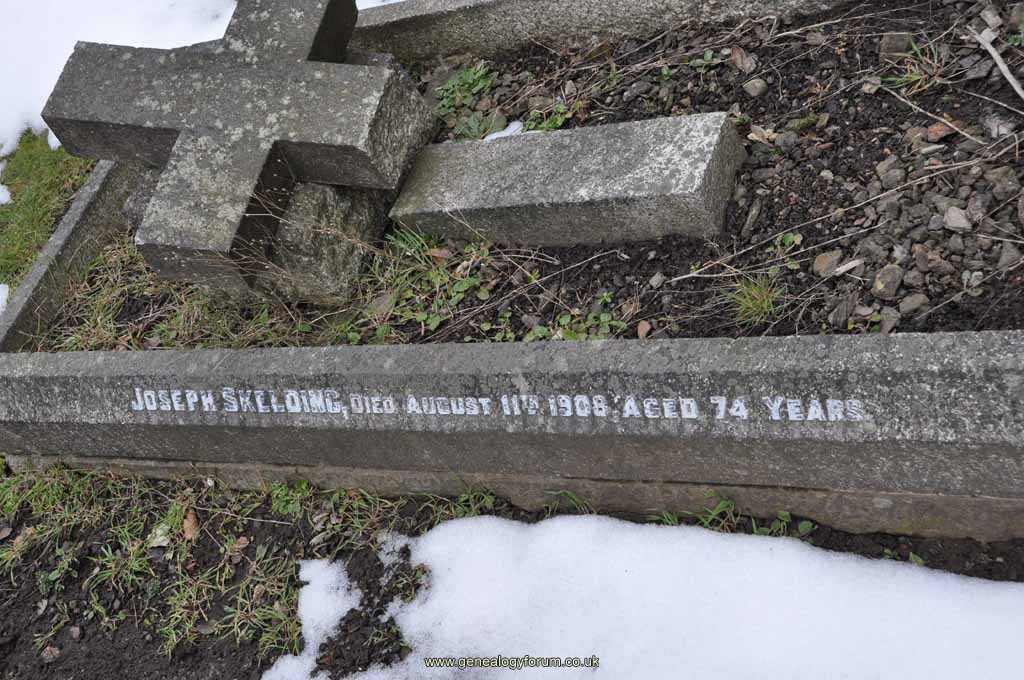 JOSEPH SKELDING, DIED AUGUST 11TH 1908, AGED 74 YEARS.
www.genealogyforum.co.uk